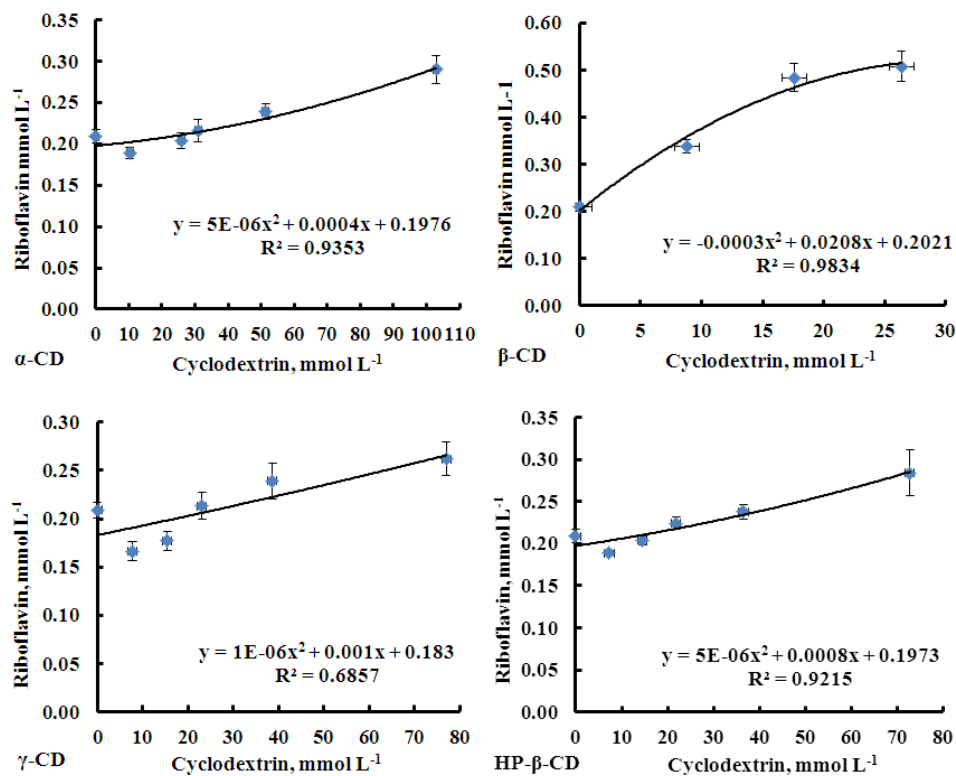 0.35
0.30
0.25
0.20
0.15
0.10
0.05
0.00
Riboflavin mmol L⁻¹
y = 5E-06x² + 0.0004x + 0.1976
R² = 0.9353
0 10 20 30 40 50 60 70 80 90 100110
α-CD
Cyclodextrin, mmol L⁻¹
0.60
0.50
0.40
0.30
0.20
0.10
0.00
Riboflavin mmol L-1
y = -0.0003x² + 0.0208x + 0.2021
R² = 0.9834
0 5 10 15 20 25 30
β-CD
Cyclodextrin, mmol L⁻¹
0.30
0.25
0.20
0.15
0.10
0.05
0.00
Riboflavin, mmol L⁻¹
y = 1E-06x² + 0.001x + 0.183
R² = 0.6857
0 10 20 30 40 50 60 70 80
γ-CD
Cyclodextrin, mmol L⁻¹
0.35
0.30
0.25
0.20
0.15
0.10
0.05
0.00
Riboflavin, mmol L⁻¹
y = 5E-06x² + 0.0008x + 0.1973
R² = 0.9215
0 10 20 30 40 50 60 70 80
HP-β-CD
Cyclodextrin, mmol L⁻¹